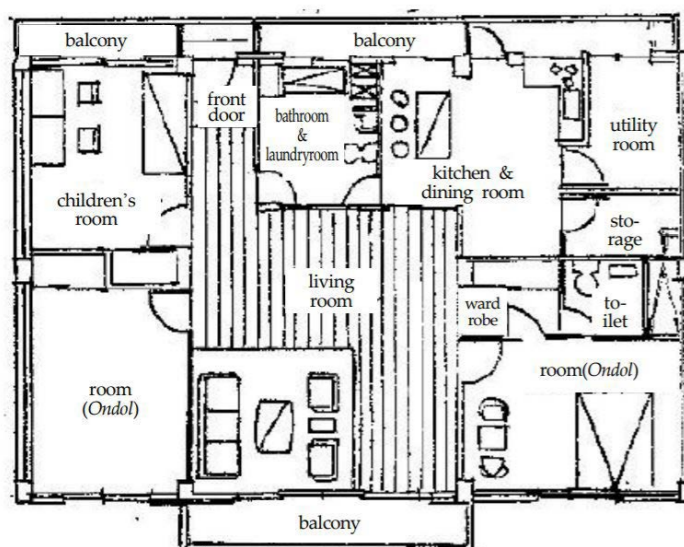 balcony
balcony
front
door
bathroom
&
laundryroom
kitchen &
dining room
utility
room
children's
room
sto-
rage
living
room
ward
robe
to-
ilet
room
(Ondol)
room(Ondol)
balcony